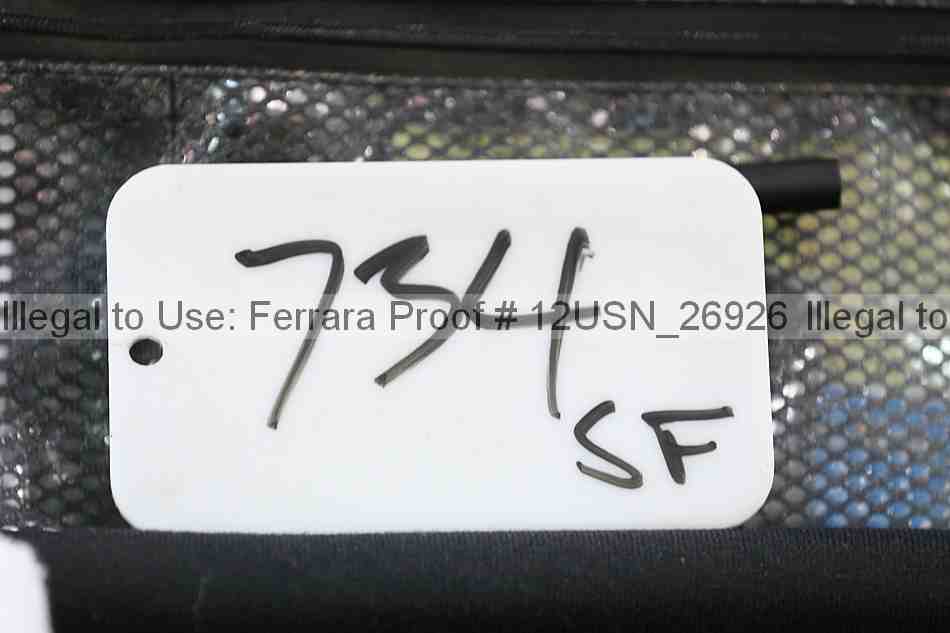 734
Illegal to Use: Ferrara Proof # 12USN_26926 Illegal to
SF